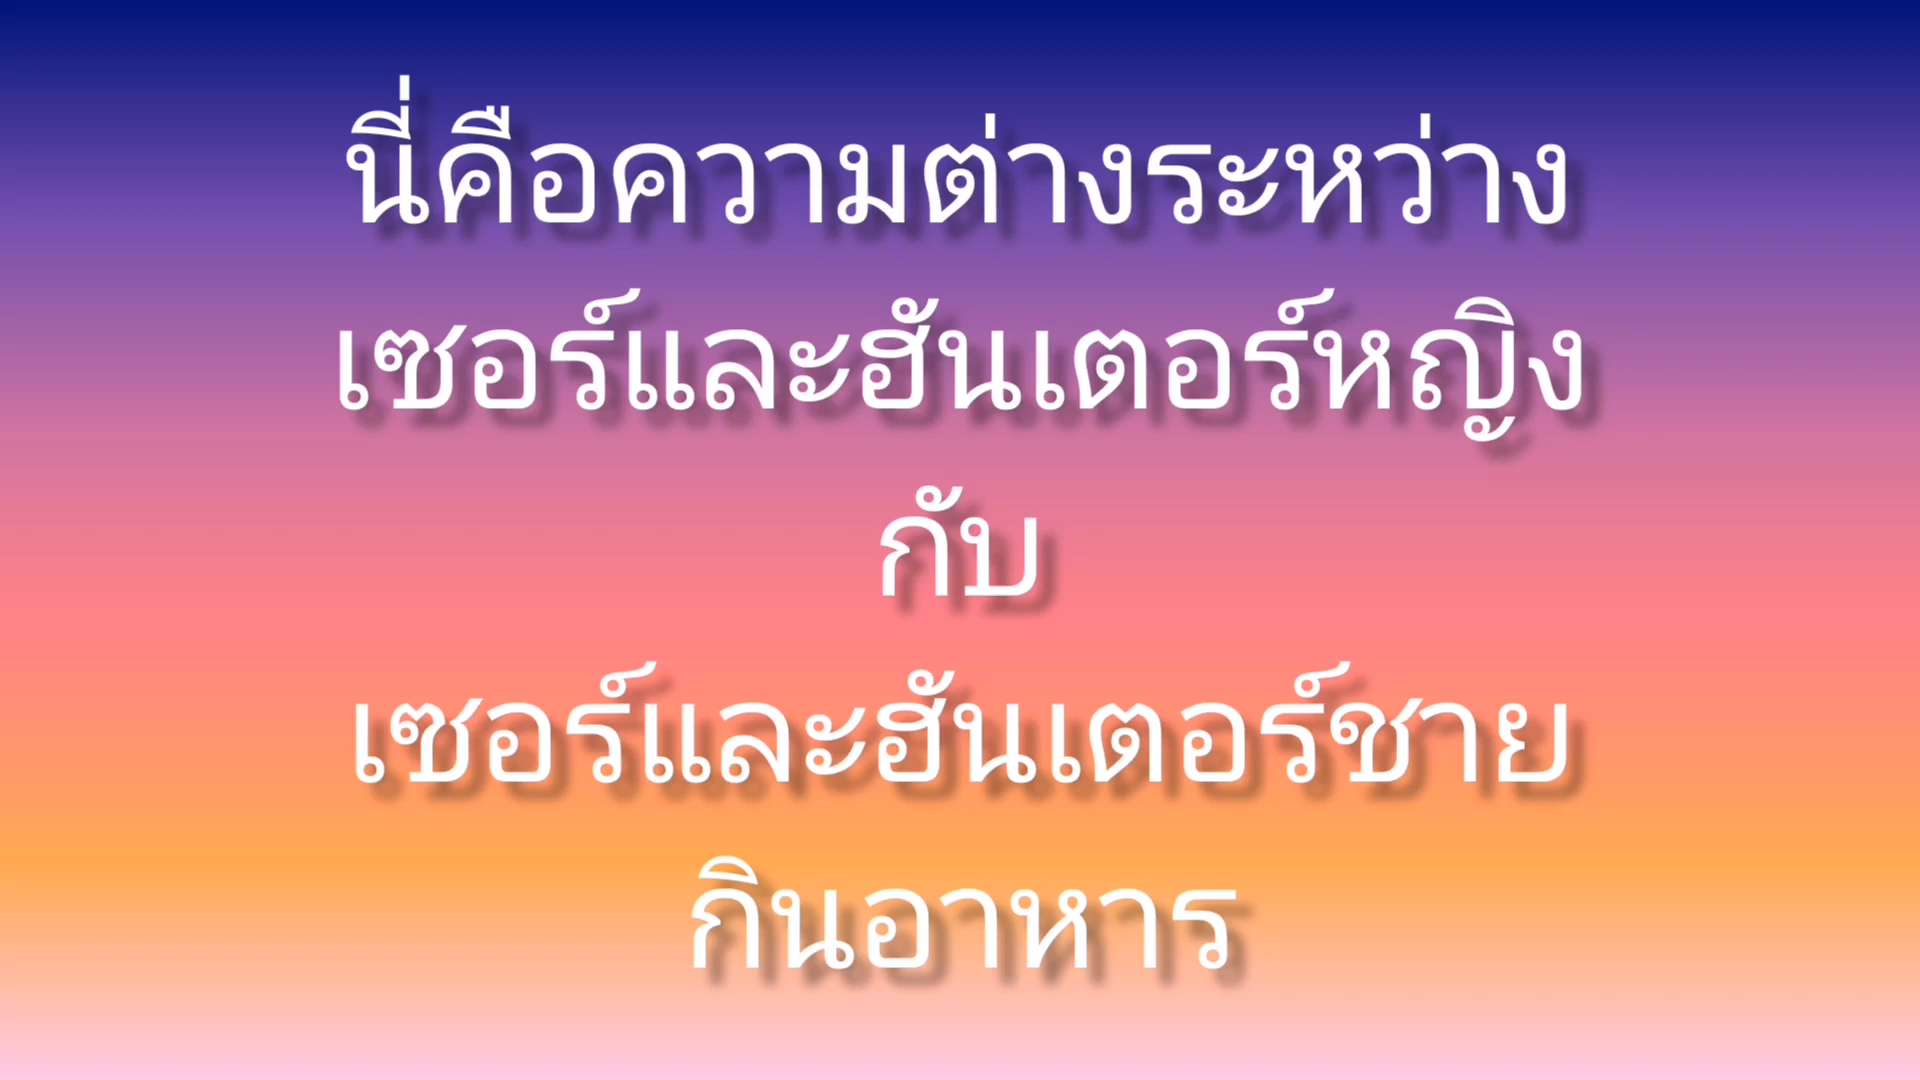 นี่คือความต่างระหว่าง
เซอร์และฮันเตอร์หญิง
กับ
เซอร์และฮันเตอร์ชาย
กินอาหาร